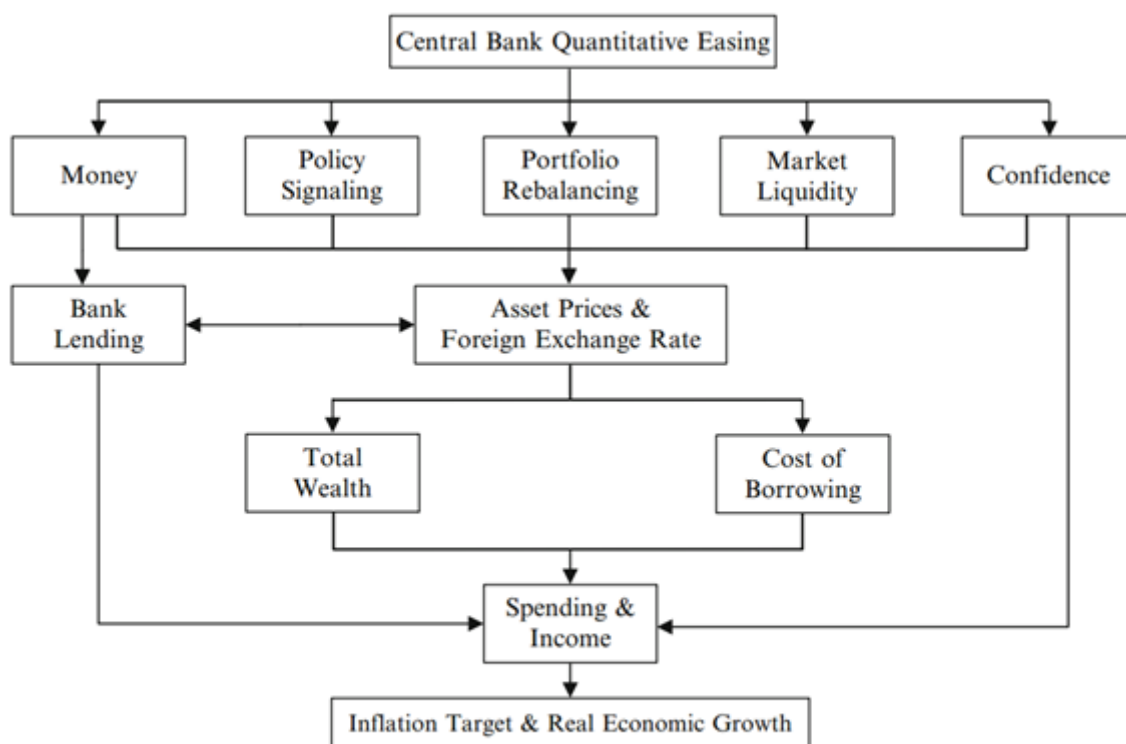 Central Bank Quantitative Easing
Money
Policy
Signaling
Portfolio
Rebalancing
Market
Liquidity
Confidence
Bank
Lending
Asset Prices &
Foreign Exchange Rate
Total
Wealth
Cost of
Borrowing
Spending &
Income
Inflation Target & Real Economic Growth